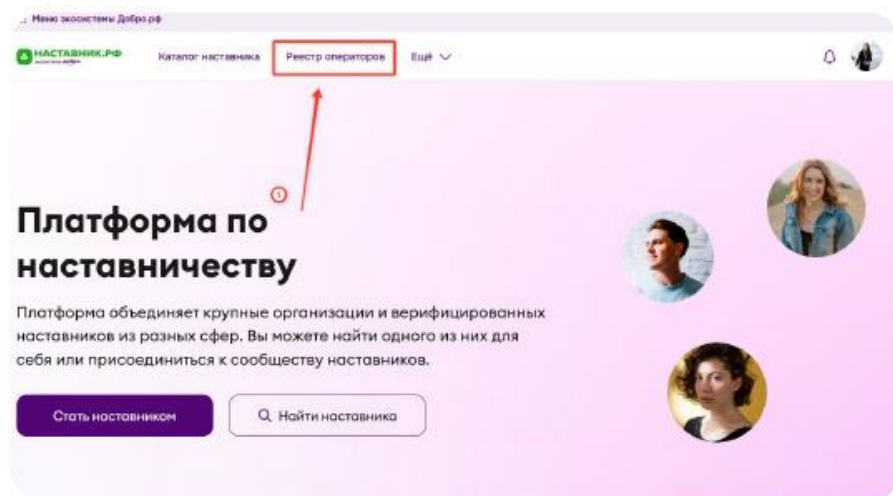 Меню экосистемы Добро.рф
НАСТАВНИК.РФ
Каталог наставника
Реестр операторов
Ещё
1
Платформа по
наставничеству
Платформа объединяет крупные организации и верифицированных
наставников из разных сфер. Вы можете найти одного из них для
себя или присоединиться к сообществу наставников.
Стать наставником
Найти наставника